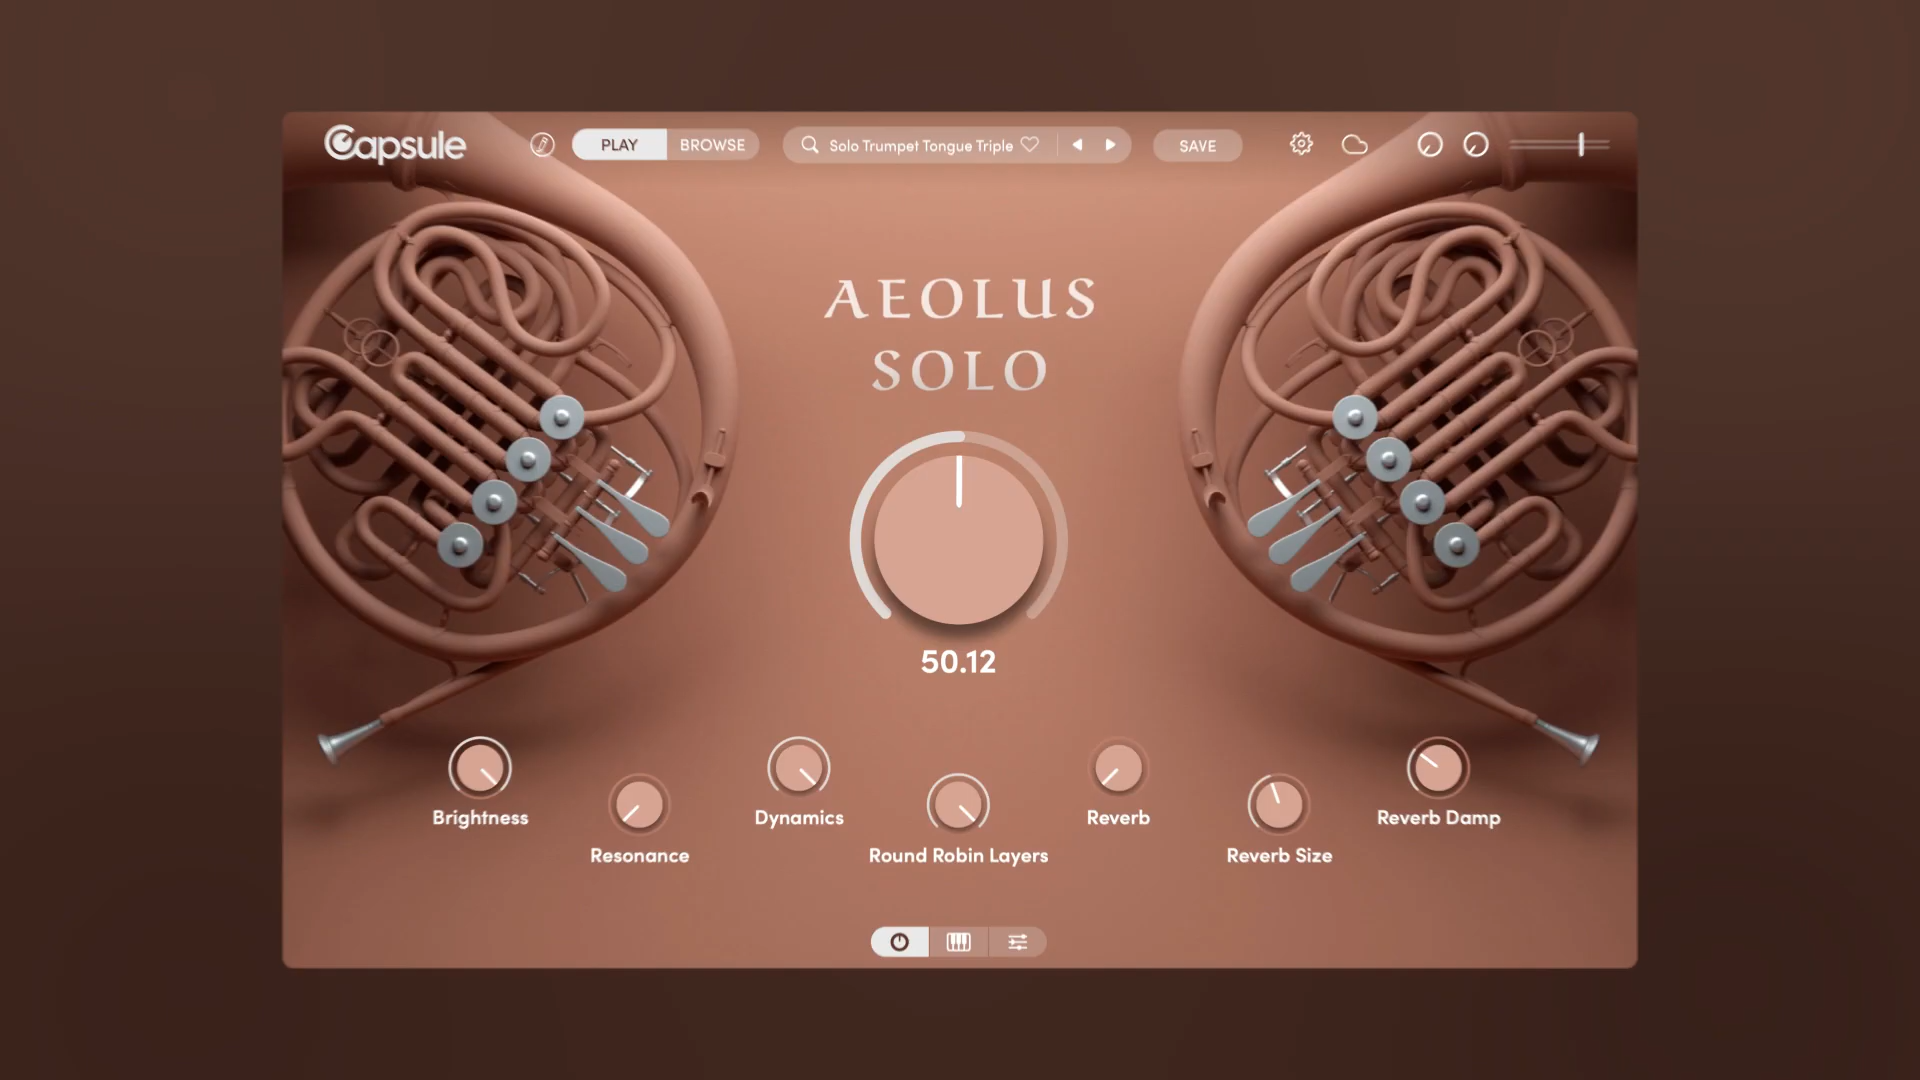 Capsule
PLAY
BROWSE
Solo Trumpet Tongue Triple
SAVE
AEOLUS
SOLO
50.12
Brightness
Resonance
Dynamics
Round Robin Layers
Reverb
Reverb Size
Reverb Damp